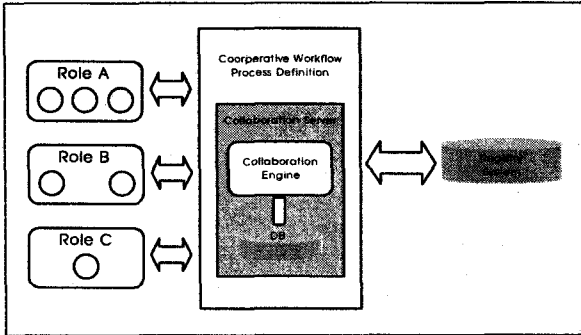 Role A
Role B
Role C
Coorperative Workflow
Process Definition
Collaboration Server
Collaboration
Engine
DB